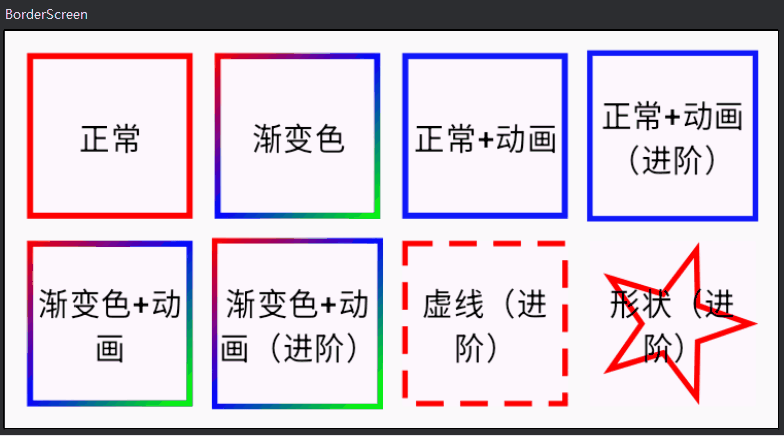 BorderScreen
正常
渐变色
正常+动画
正常+动画
（进阶）
渐变色+动
画
渐变色+动
画（进阶）
虚线（进
阶）
形状（进
阶）